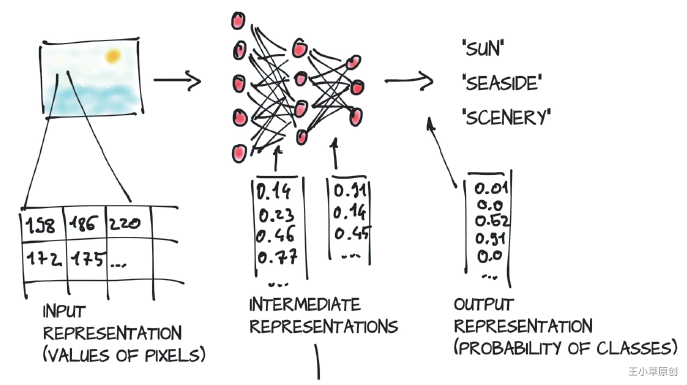 "SUN"
"SEASIDE"
"SCENERY"
158 186 220
172 175 ...
0.14
0.23
0.46
0.77
...
0.91
0.14
0.45
...
0.01
0.0
0.52
0.91
0.0
...
INPUT
REPRESENTATION
(VALUES OF PIXELS)
INTERMEDIATE
REPRESENTATIONS
OUTPUT
REPRESENTATION
(PROBABILITY OF CLASSES)
王小草原创